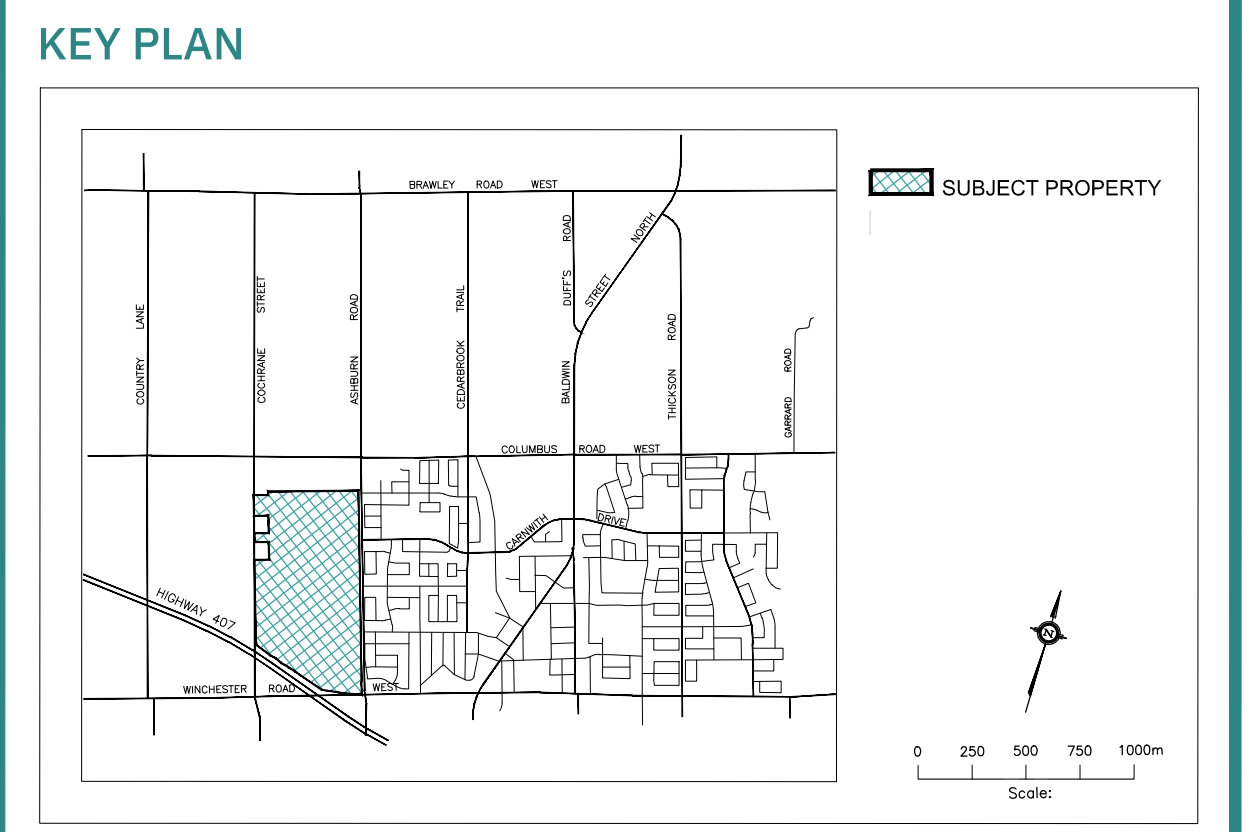 KEY PLAN
BRAWLEY ROAD WEST
SUBJECT PROPERTY
COUNTRY LANE
COCHRANE STREET
ASHBURN ROAD
CEDARBROOK TRAIL
DUFF'S ROAD
BALDWIN STREET NORTH
THICKSON ROAD
GARRARD ROAD
COLUMBUS ROAD WEST
CARNWITH DRIVE
HIGHWAY 407
WINCHESTER ROAD WEST
N
0 250 500 750 1000m
Scale: